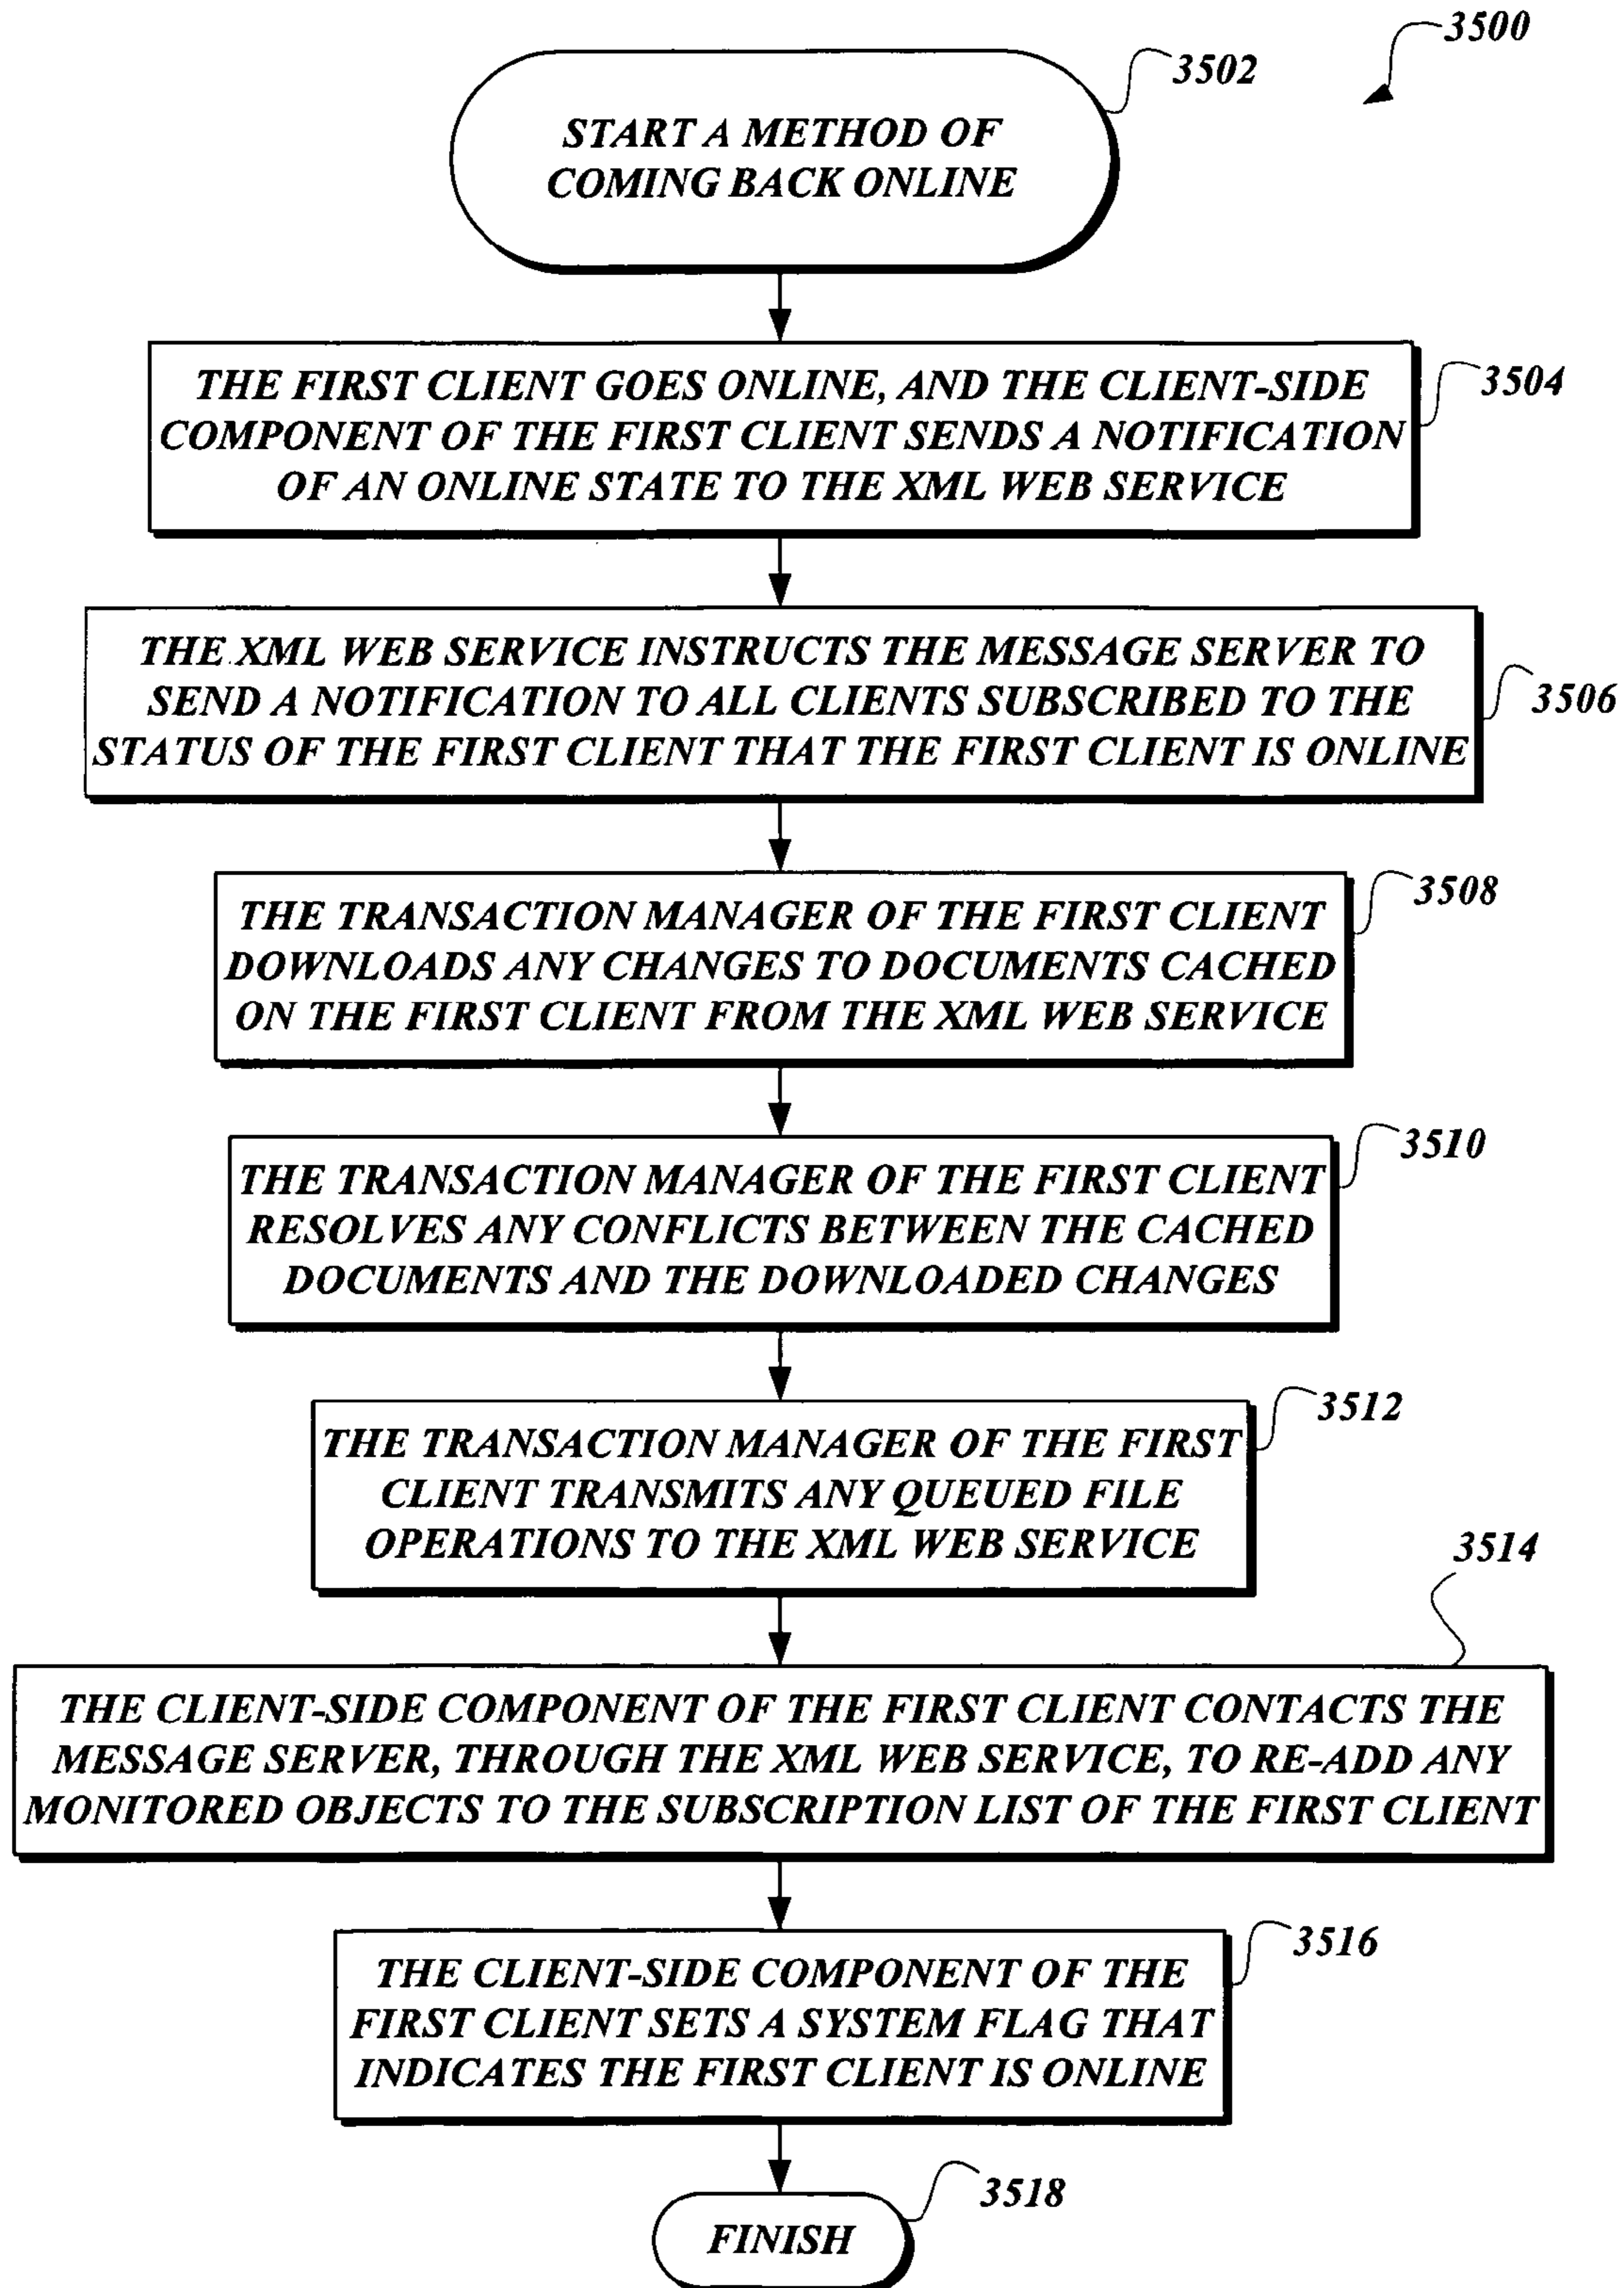 3500
3502
START A METHOD OF
COMING BACK ONLINE
3504
THE FIRST CLIENT GOES ONLINE, AND THE CLIENT-SIDE
COMPONENT OF THE FIRST CLIENT SENDS A NOTIFICATION
OF AN ONLINE STATE TO THE XML WEB SERVICE
3506
THE XML WEB SERVICE INSTRUCTS THE MESSAGE SERVER TO
SEND A NOTIFICATION TO ALL CLIENTS SUBSCRIBED TO THE
STATUS OF THE FIRST CLIENT THAT THE FIRST CLIENT IS ONLINE
3508
THE TRANSACTION MANAGER OF THE FIRST CLIENT
DOWNLOADS ANY CHANGES TO DOCUMENTS CACHED
ON THE FIRST CLIENT FROM THE XML WEB SERVICE
3510
THE TRANSACTION MANAGER OF THE FIRST CLIENT
RESOLVES ANY CONFLICTS BETWEEN THE CACHED
DOCUMENTS AND THE DOWNLOADED CHANGES
3512
THE TRANSACTION MANAGER OF THE FIRST
CLIENT TRANSMITS ANY QUEUED FILE
OPERATIONS TO THE XML WEB SERVICE
3514
THE CLIENT-SIDE COMPONENT OF THE FIRST CLIENT CONTACTS THE
MESSAGE SERVER, THROUGH THE XML WEB SERVICE, TO RE-ADD ANY
MONITORED OBJECTS TO THE SUBSCRIPTION LIST OF THE FIRST CLIENT
3516
THE CLIENT-SIDE COMPONENT OF THE
FIRST CLIENT SETS A SYSTEM FLAG THAT
INDICATES THE FIRST CLIENT IS ONLINE
3518
FINISH